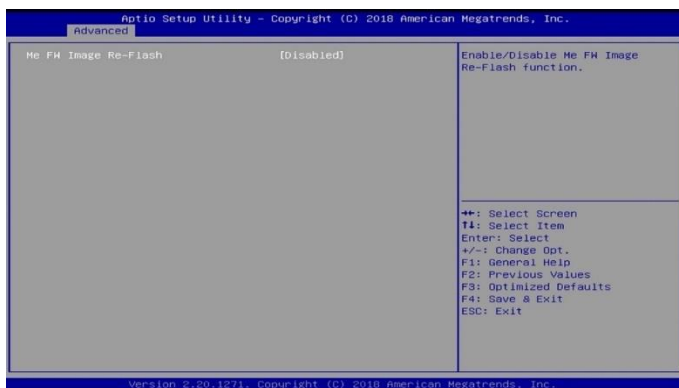 Aptio Setup Utility – Copyright (C) 2018 American Megatrends, Inc.
Advanced
Me FW Image Re-Flash [Disabled]
Enable/Disable Me FW Image
Re-Flash function.
→←: Select Screen
↑↓: Select Item
Enter: Select
+/-: Change Opt.
F1: General Help
F2: Previous Values
F3: Optimized Defaults
F4: Save & Exit
ESC: Exit
Version 2.20.1271. Copyright (C) 2018 American Megatrends, Inc.